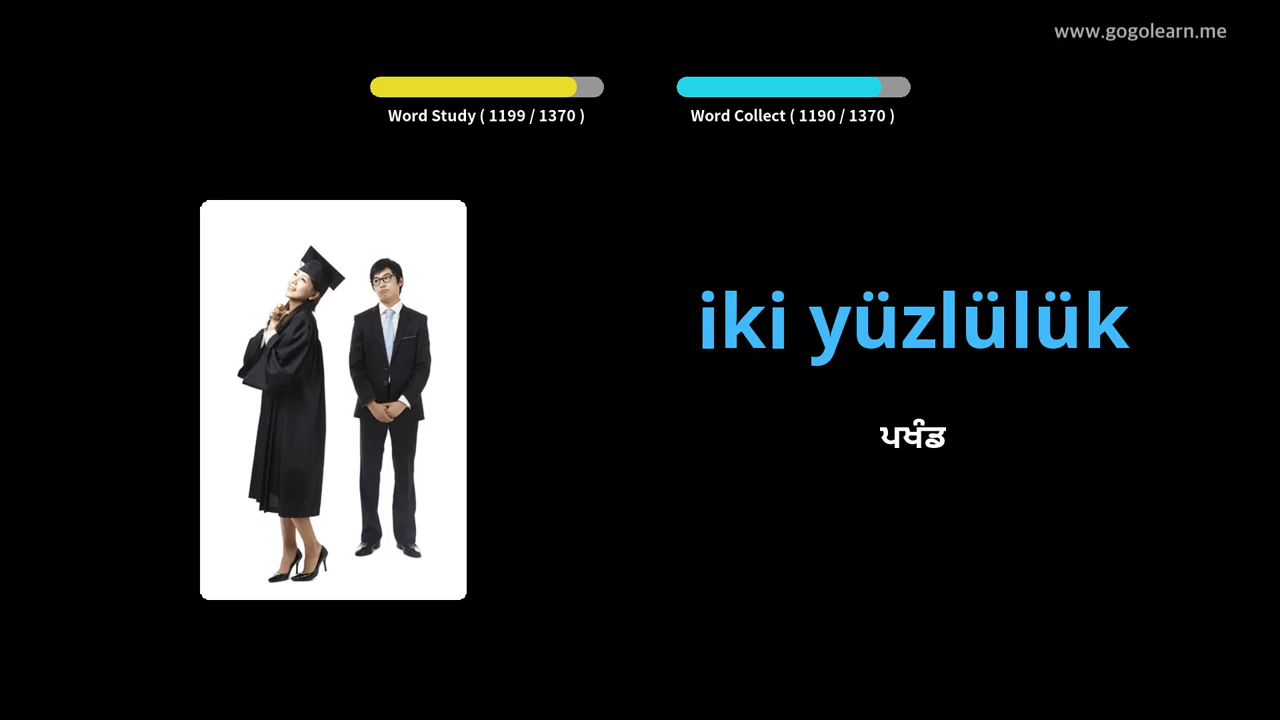 www.gogolearn.me
Word Study ( 1199 / 1370 )
Word Collect ( 1190 / 1370 )
iki yüzlülük
ਪਖੰਡ